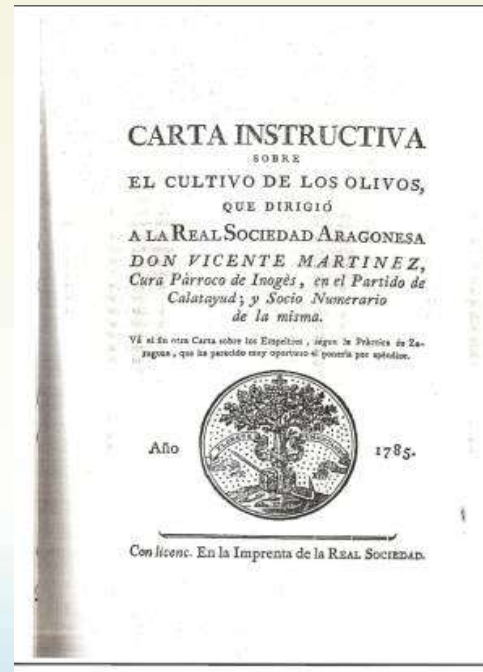 CARTA INSTRUCTIVA
SOBRE
EL CULTIVO DE LOS OLIVOS,
QUE DIRIGIÓ
A LA REAL SOCIEDAD ARAGONESA
DON VICENTE MARTINEZ,
Cura Párroco de Inogès, en el Partido de
Calatayud; y Socio Numerario
de la misma.
Vá al fin otra Carta sobre los Empeltres, segun la Práctica de Za-
ragoza, que ha parecido muy oportuno el ponerla por apéndice.
Año 1785.
Con licenc. En la Imprenta de la REAL SOCIEDAD.